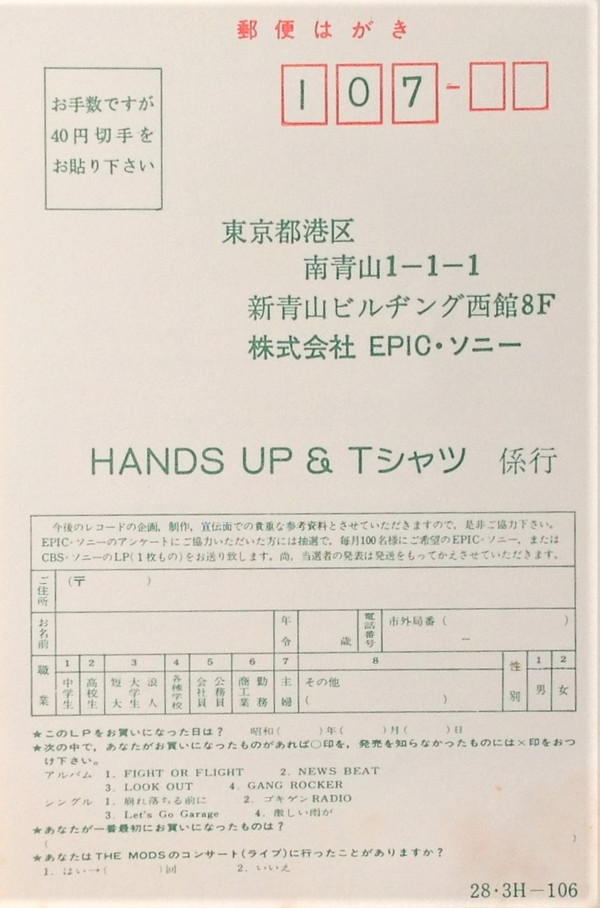 郵便はがき
107-
お手数ですが
40円切手を
お貼り下さい
東京都港区
南青山1-1-1
新青山ビルヂング西館8F
株式会社 EPIC・ソニー
HANDS UP & Tシャツ 係行
今後のレコードの企画，制作，宣伝面での貴重な参考資料とさせていただきますので，是非ご協力下さい。
EPIC・ソニーのアンケートにご協力いただいた方には抽選で，毎月100名様にご希望のEPIC・ソニー，または
CBS・ソニーのLP(1枚もの)をお送り致します。尚，当選者の発表は発送をもってかえさせていただきます。
ご住所 (〒 )
お名前 年令 歳 電話番号 市外局番( ) ―
職業 1 2 3 4 5 6 7 8 性別 1 2
中学生 高校生 短大 大学生 浪人 各種学校 会社員 公務員 商工業 勤務 主婦 その他( ) 男 女
★このLPをお買いになった日は？ 昭和( )年( )月( )日
★次の中で，あなたがお買いになったものがあれば○印を，発売を知らなかったものには×印をおつ
け下さい。
アルバム 1. FIGHT OR FLIGHT 2. NEWS BEAT
3. LOOK OUT 4. GANG ROCKER
シングル 1. 崩れ落ちる前に 2. ゴキゲンRADIO
3. Let's Go Garage 4. 激しい雨が
★あなたが一番最初にお買いになったものは？
( )
★あなたはTHE MODSのコンサート(ライブ)に行ったことがありますか？
1. はい→( )回 2. いいえ
28・3H－106